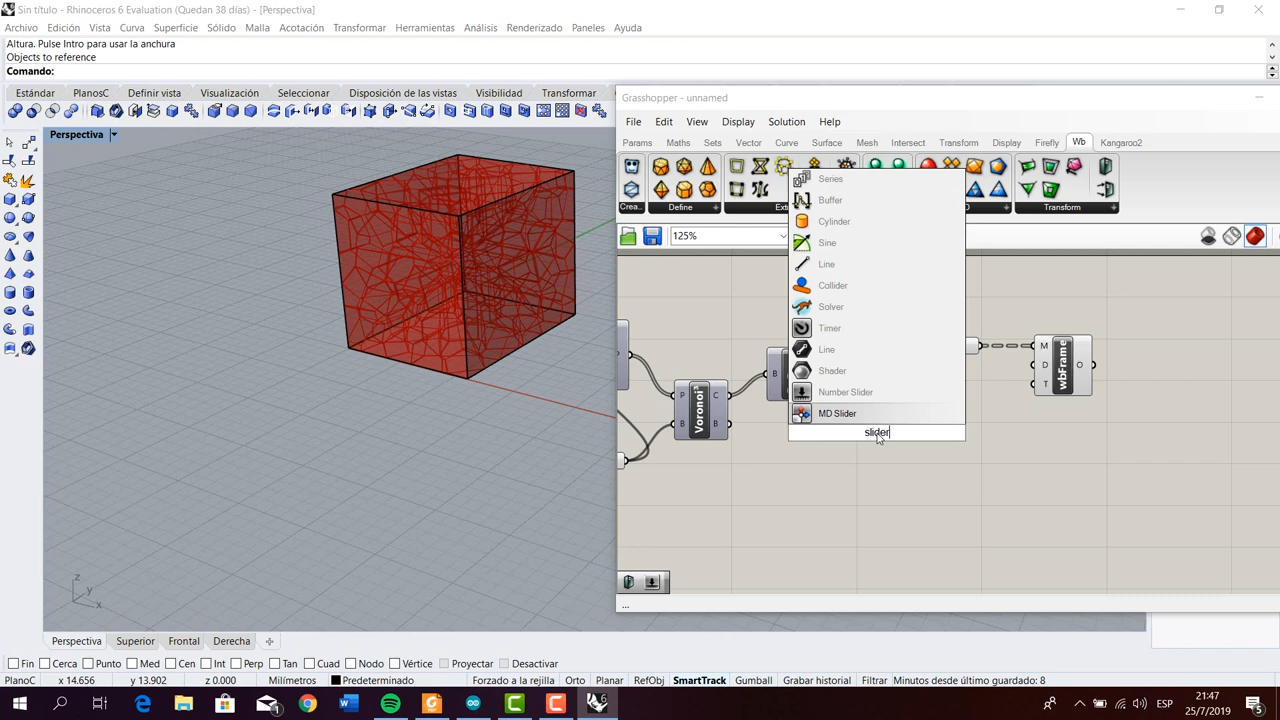 Sin título - Rhinoceros 6 Evaluation (Quedan 38 días) - [Perspectiva]
Archivo Edición Vista Curva Superficie Sólido Malla Acotación Transformar Herramientas Análisis Renderizado Paneles Ayuda
Altura. Pulse Intro para usar la anchura
Objects to reference
Comando:
Estándar PlanosC Definir vista Visualización Seleccionar Disposición de las vistas Visibilidad Transformar
Perspectiva
Grasshopper - unnamed
File Edit View Display Solution Help
Params Maths Sets Vector Curve Surface Mesh Intersect Transform Display Firefly Wb Kangaroo2
Crea... Define Transform
125%
Series
Buffer
Cylinder
Sine
Line
Collider
Solver
Timer
Line
Shader
Number Slider
MD Slider
slider
P B Voronoi³ C B
B
M D T wbFrame O
...
z y x
Perspectiva Superior Frontal Derecha
Fin Cerca Punto Med Cen Int Perp Tan Cuad Nodo Vértice Proyectar Desactivar
PlanoC x 14.656 y 13.902 z 0.000 Milímetros Predeterminado Forzado a la rejilla Orto Planar RefObj SmartTrack Gumball Grabar historial Filtrar Minutos desde último guardado: 8
ESP
21:47
25/7/2019